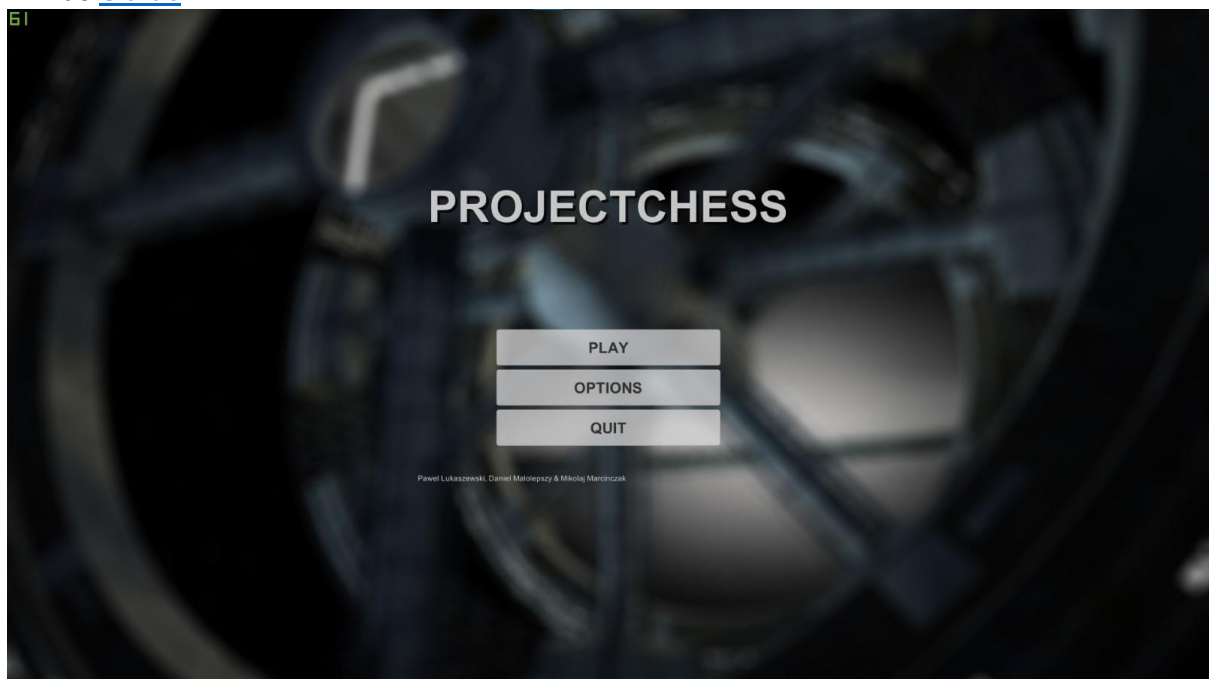 61
PROJECTCHESS
PLAY
OPTIONS
QUIT
Pawel Lukaszewski, Daniel Malolepszy & Mikolaj Marcinczak